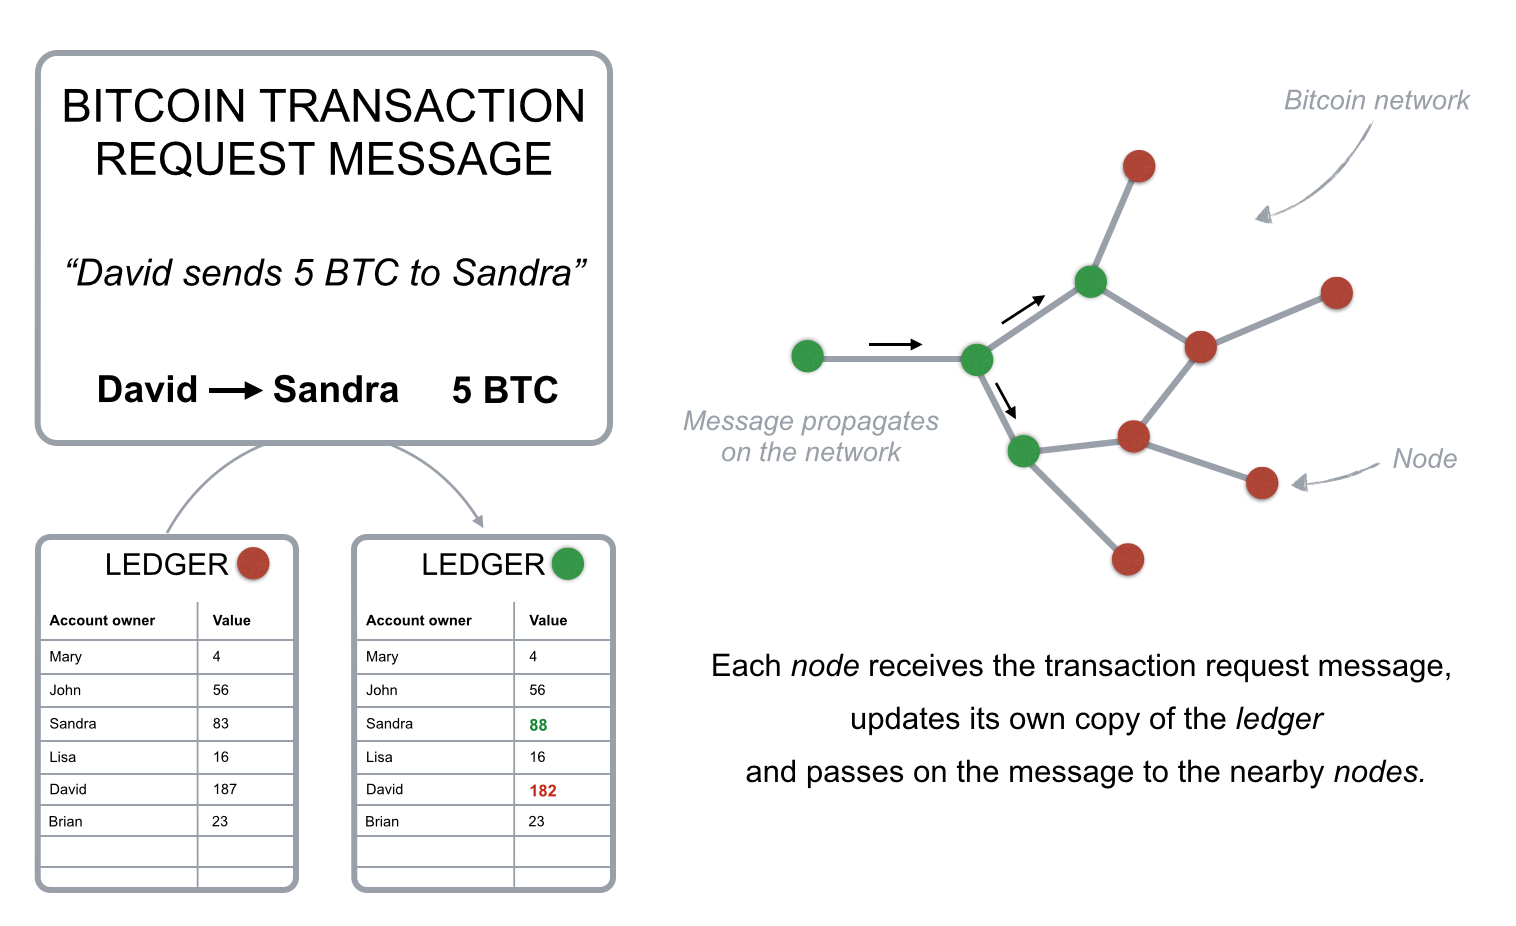 BITCOIN TRANSACTION
REQUEST MESSAGE
“David sends 5 BTC to Sandra”
David Sandra 5 BTC
LEDGER
Account owner Value
Mary 4
John 56
Sandra 83
Lisa 16
David 187
Brian 23
LEDGER
Account owner Value
Mary 4
John 56
Sandra 88
Lisa 16
David 182
Brian 23
Bitcoin network
Message propagates
on the network
Node
Each node receives the transaction request message,
updates its own copy of the ledger
and passes on the message to the nearby nodes.